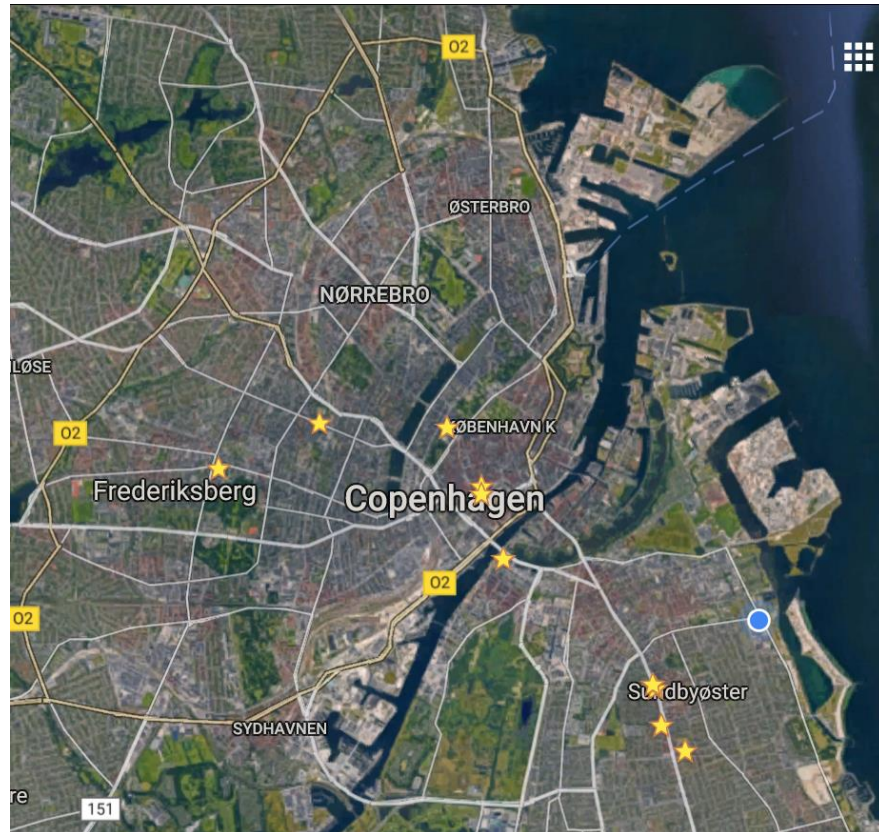 O2
ØSTERBRO
NØRREBRO
LØSE
O2
ØBENHAVN K
Frederiksberg
Copenhagen
O2
O2
Sundbyøster
SYDHAVNEN
re
151